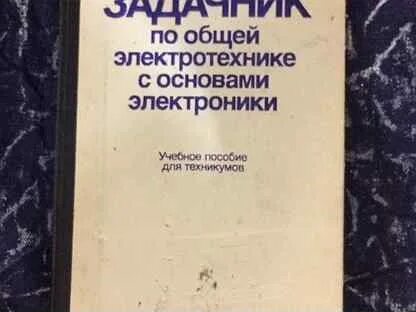 ЗАДАЧНИК
по общей
электротехнике
с основами
электроники
Учебное пособие
для техникумов